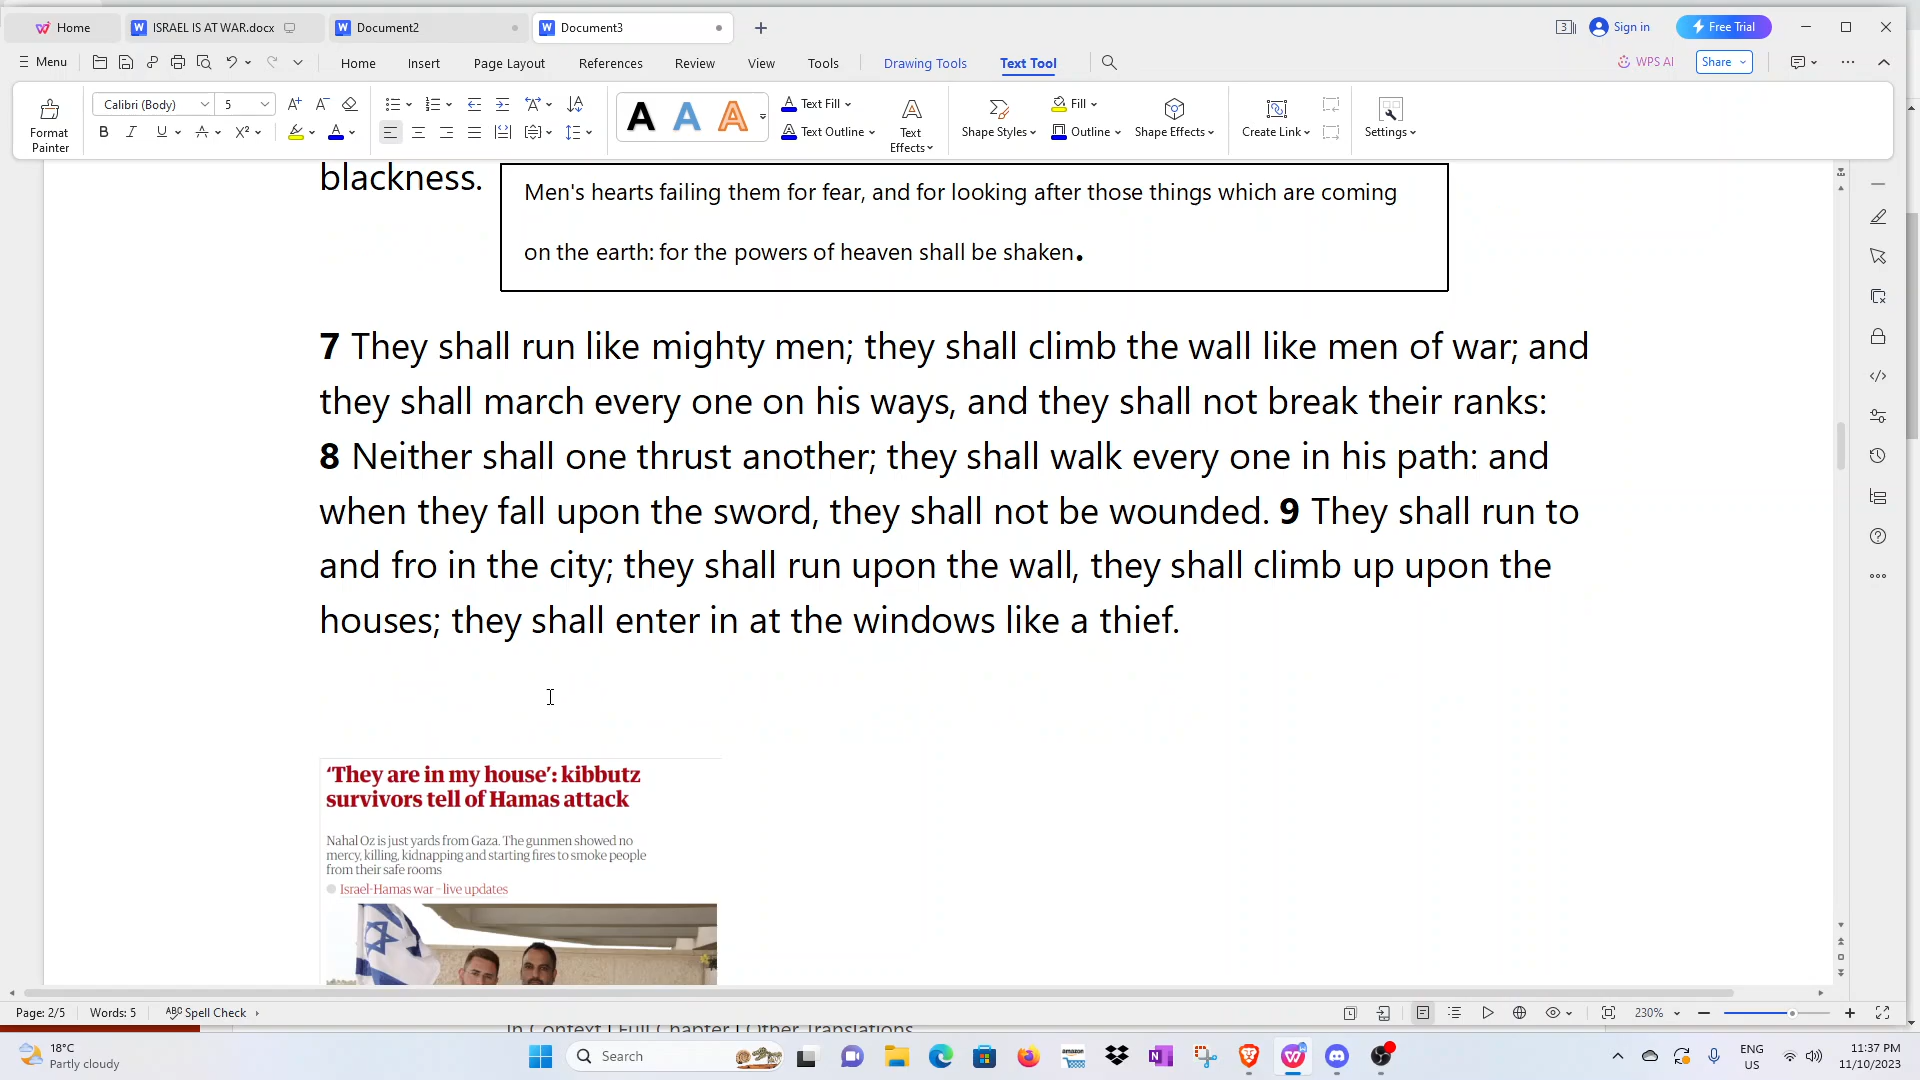 Home
ISRAEL IS AT WAR.docx
Document2
Document3
Sign in
Free Trial
Menu
Home
Insert
Page Layout
References
Review
View
Tools
Drawing Tools
Text Tool
WPS AI
Share
Format
Painter
Calibri (Body)
5
Text Fill
Text Outline
Text
Effects
Shape Styles
Fill
Outline
Shape Effects
Create Link
Settings
blackness.
Men's hearts failing them for fear, and for looking after those things which are coming
on the earth: for the powers of heaven shall be shaken.
7 They shall run like mighty men; they shall climb the wall like men of war; and
they shall march every one on his ways, and they shall not break their ranks:
8 Neither shall one thrust another; they shall walk every one in his path: and
when they fall upon the sword, they shall not be wounded. 9 They shall run to
and fro in the city; they shall run upon the wall, they shall climb up upon the
houses; they shall enter in at the windows like a thief.
‘They are in my house’: kibbutz
survivors tell of Hamas attack
Nahal Oz is just yards from Gaza. The gunmen showed no
mercy, killing, kidnapping and starting fires to smoke people
from their safe rooms
Israel-Hamas war – live updates
Page: 2/5
Words: 5
Spell Check
230%
In Context | Full Chapter | Other Translations
18°C
Partly cloudy
Search
amazon
ENG
US
11:37 PM
11/10/2023